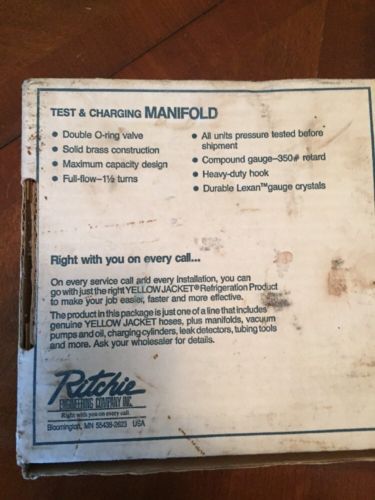 TEST & CHARGING MANIFOLD
• Double O-ring valve
• Solid brass construction
• Maximum capacity design
• Full-flow–1½ turns
• All units pressure tested before
shipment
• Compound gauge–350# retard
• Heavy-duty hook
• Durable Lexan™ gauge crystals
Right with you on every call...
On every service call and every installation, you can
go with just the right YELLOW JACKET® Refrigeration Product
to make your job easier, faster and more effective.
The product in this package is just one of a line that includes
genuine YELLOW JACKET hoses, plus manifolds, vacuum
pumps and oil, charging cylinders, leak detectors, tubing tools
and more. Ask your wholesaler for details.
Ritchie
ENGINEERING COMPANY INC.
Right with you on every call.
Bloomington, MN 55438-2623 USA